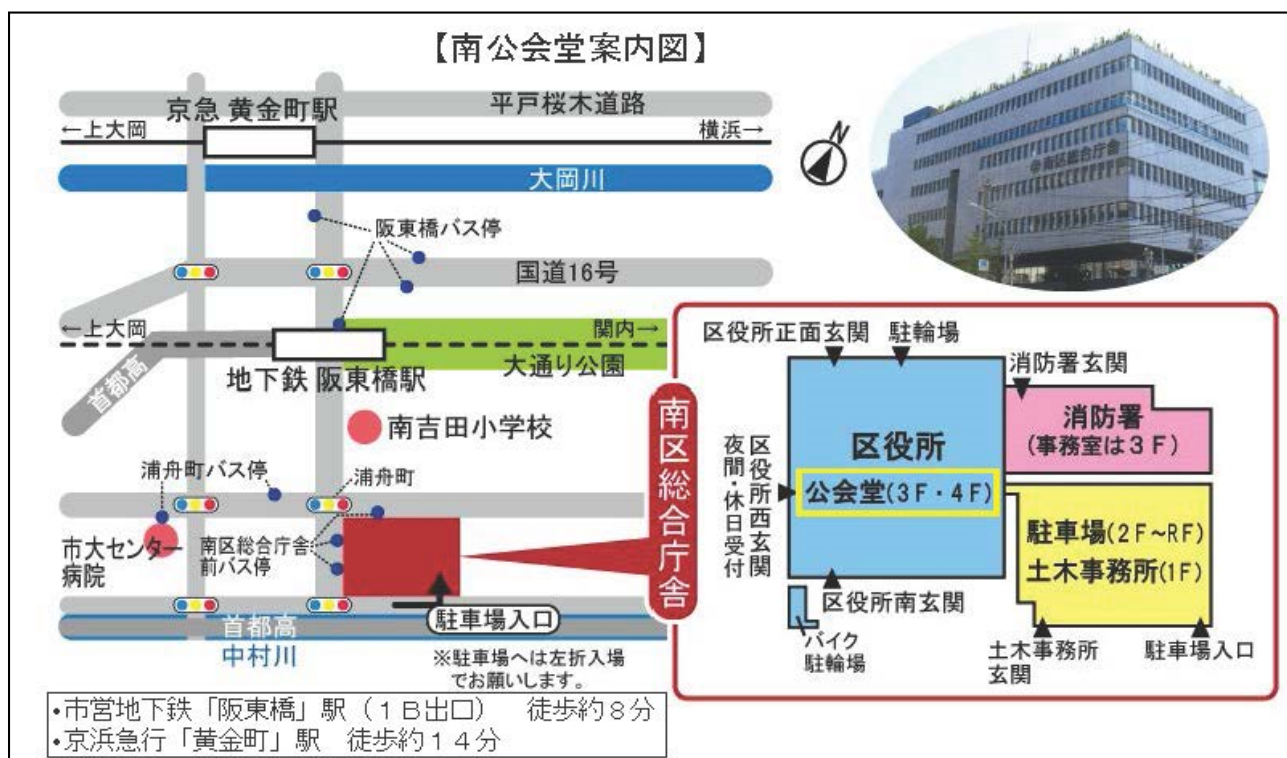 【南公会堂案内図】
京急 黄金町駅
平戸桜木道路
←上大岡
横浜→
大岡川
N
阪東橋バス停
国道16号
←上大岡
関内→
首都高
地下鉄 阪東橋駅
大通り公園
南吉田小学校
浦舟町バス停
浦舟町
市大センター
病院
南区総合庁舎
前バス停
駐車場入口
首都高
中村川
※駐車場へは左折入場
でお願いします。
南区総合庁舎
南区総合庁舎
区役所正面玄関
駐輪場
消防署玄関
区役所
消防署
(事務室は3F)
区役所西玄関
夜間・休日受付
公会堂(3F・4F)
駐車場(2F~RF)
土木事務所(1F)
区役所南玄関
バイク
駐輪場
土木事務所
玄関
駐車場入口
•市営地下鉄「阪東橋」駅(1B出口) 徒歩約8分
•京浜急行「黄金町」駅 徒歩約14分